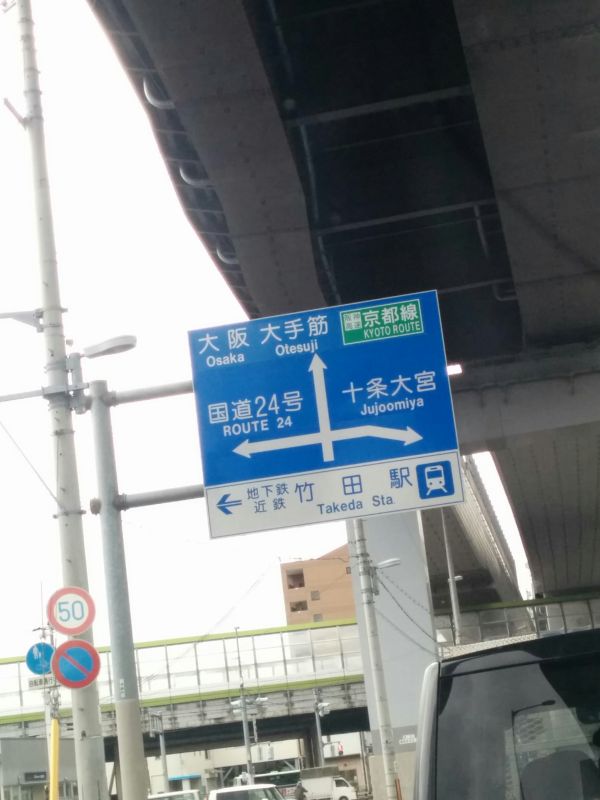 大阪 大手筋
Osaka Otesuji
阪神高速 京都線
KYOTO ROUTE
国道24号
ROUTE 24
十条大宮
Jujoomiya
地下鉄
近鉄
竹田駅
Takeda Sta.
50